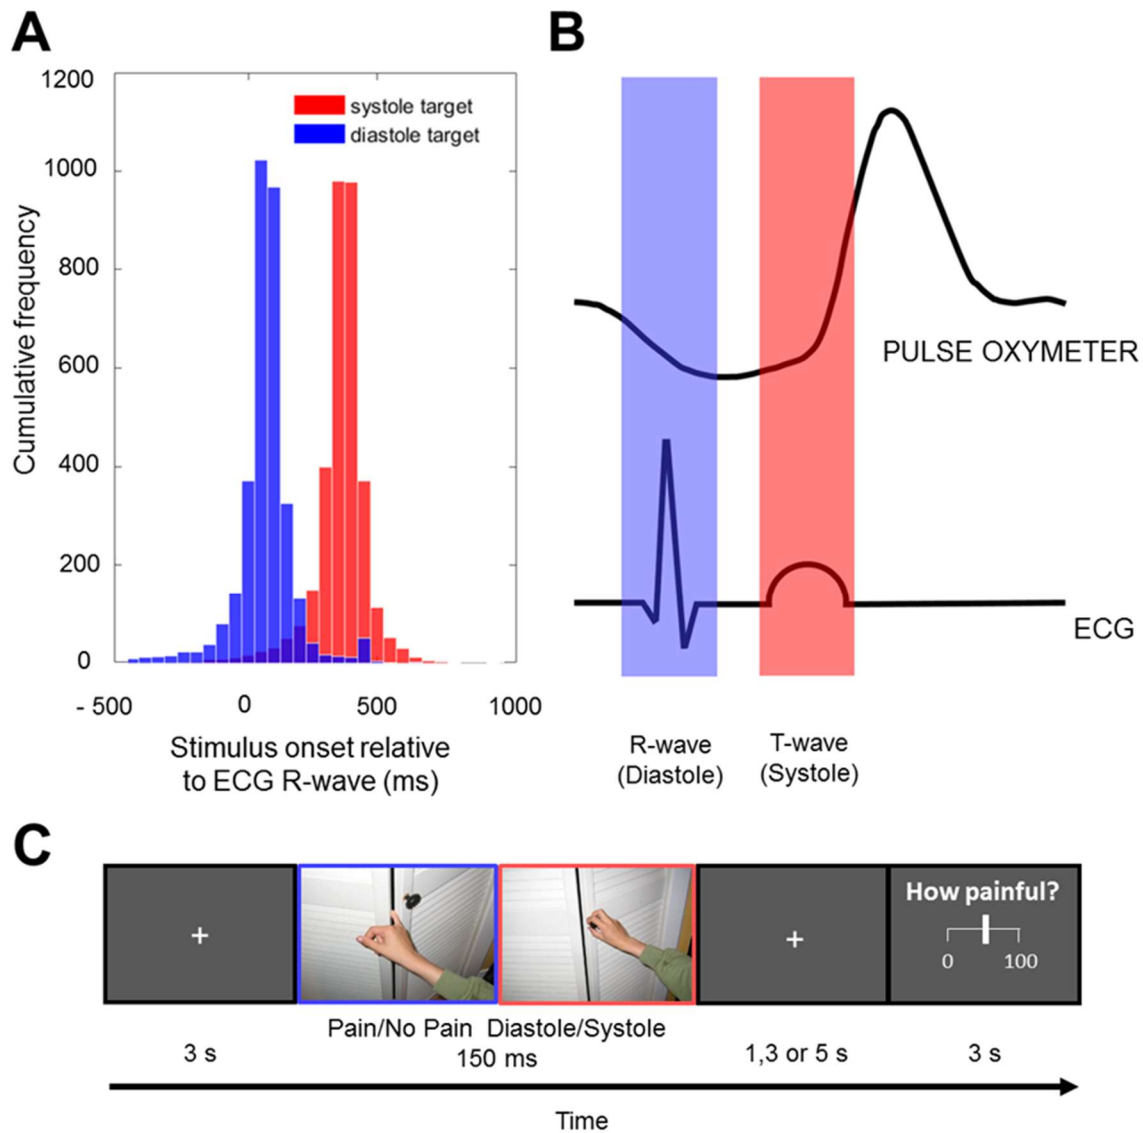 A
1200
1000
800
600
400
200
0
Cumulative frequency
systole target
diastole target
- 500
0
500
1000
Stimulus onset relative
to ECG R-wave (ms)
B
PULSE OXYMETER
ECG
R-wave
(Diastole)
T-wave
(Systole)
C
+
+
How painful?
0
100
Pain/No Pain Diastole/Systole
3 s
150 ms
1,3 or 5 s
3 s
Time